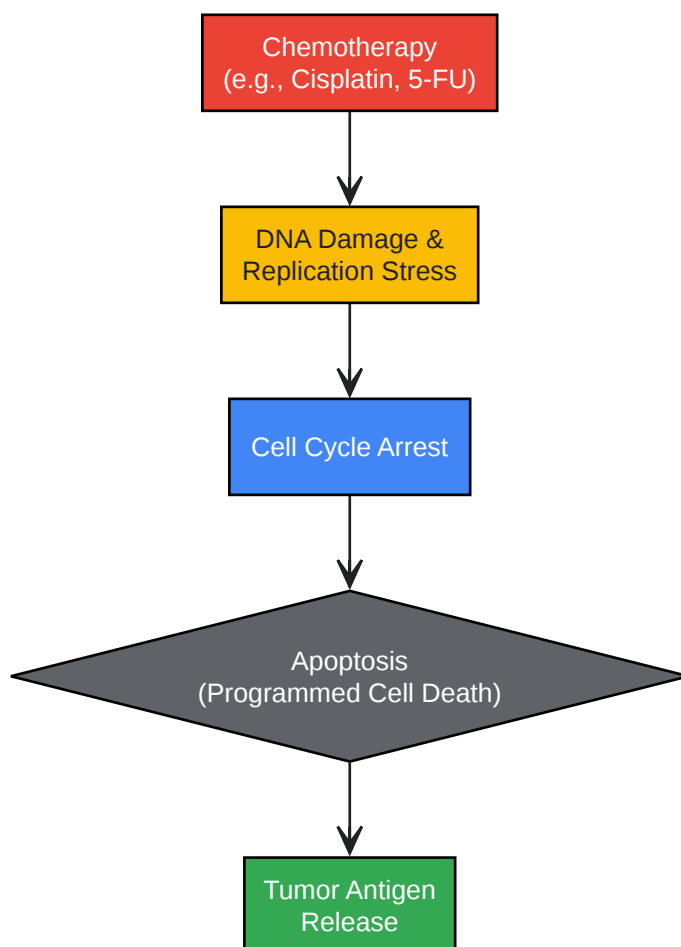 Chemotherapy
(e.g., Cisplatin, 5-FU)
DNA Damage &
Replication Stress
Cell Cycle Arrest
Apoptosis
(Programmed Cell Death)
Tumor Antigen
Release